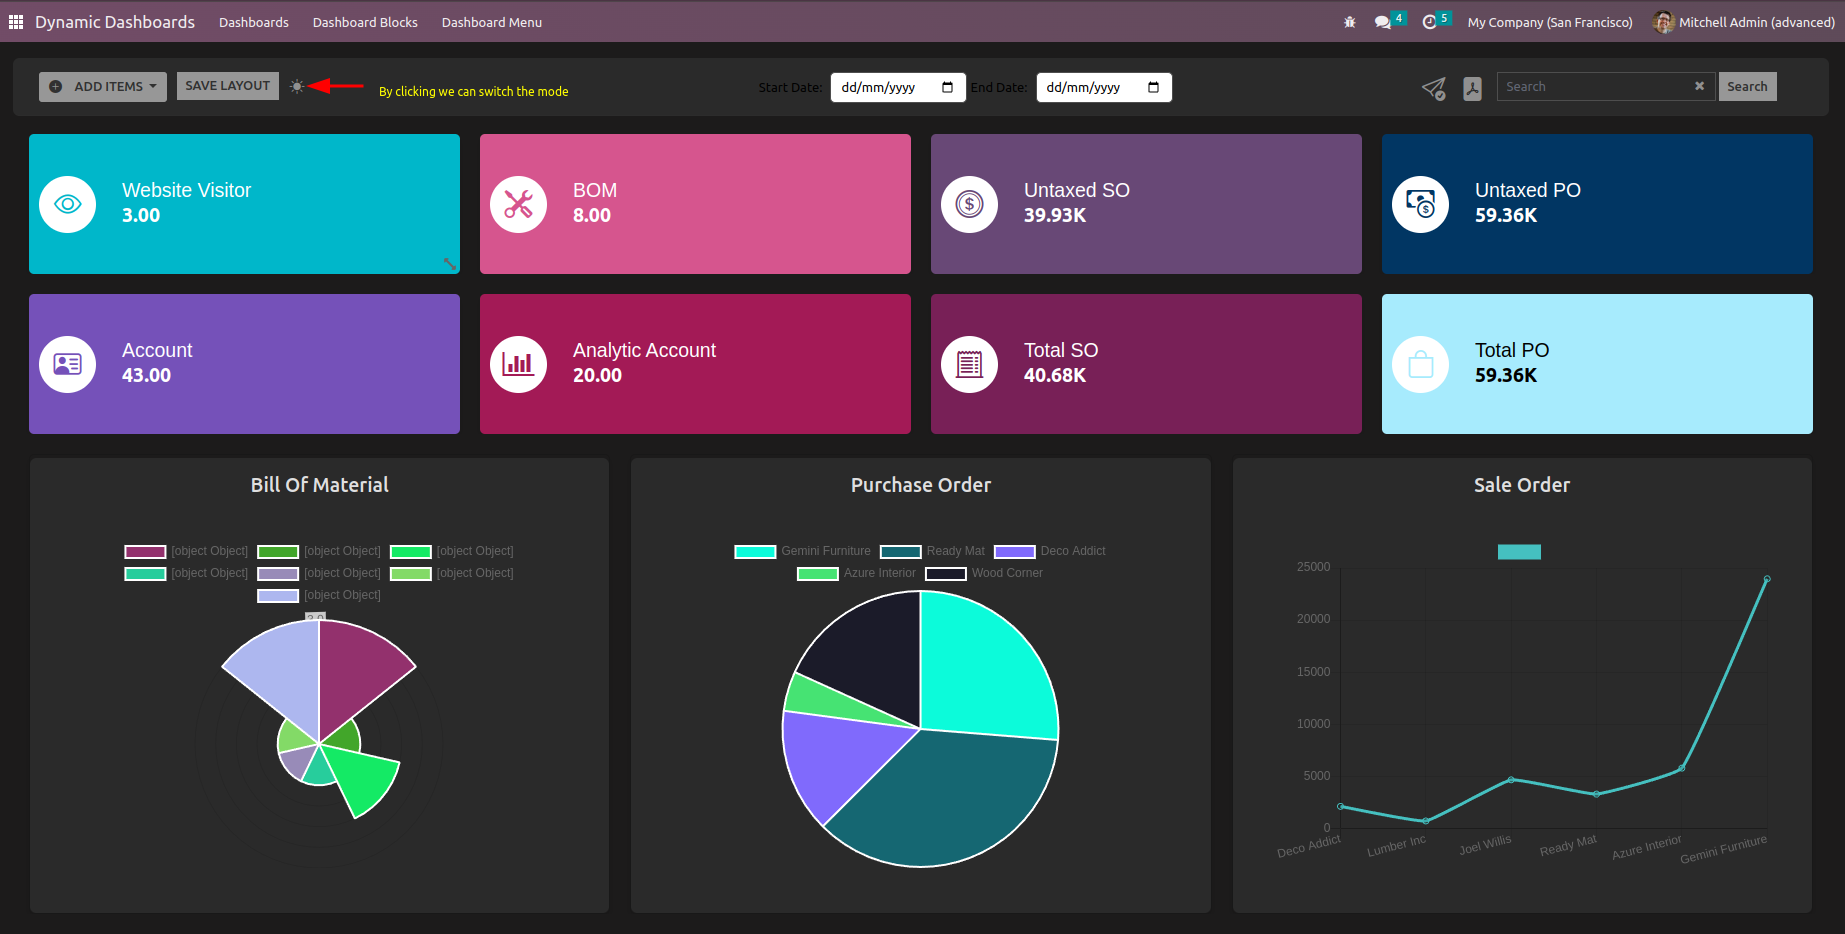 Dynamic Dashboards Dashboards Dashboard Blocks Dashboard Menu 4 5 My Company (San Francisco) Mitchell Admin (advanced)
ADD ITEMS SAVE LAYOUT By clicking we can switch the mode Start Date: dd/mm/yyyy End Date: dd/mm/yyyy Search Search
Website Visitor
3.00
BOM
8.00
Untaxed SO
39.93K
Untaxed PO
59.36K
Account
43.00
Analytic Account
20.00
Total SO
40.68K
Total PO
59.36K
Bill Of Material
[object Object] [object Object] [object Object]
[object Object] [object Object] [object Object]
[object Object]
Purchase Order
Gemini Furniture Ready Mat Deco Addict
Azure Interior Wood Corner
Sale Order
25000
20000
15000
10000
5000
0
Deco Addict Lumber Inc Joel Willis Ready Mat Azure Interior Gemini Furniture